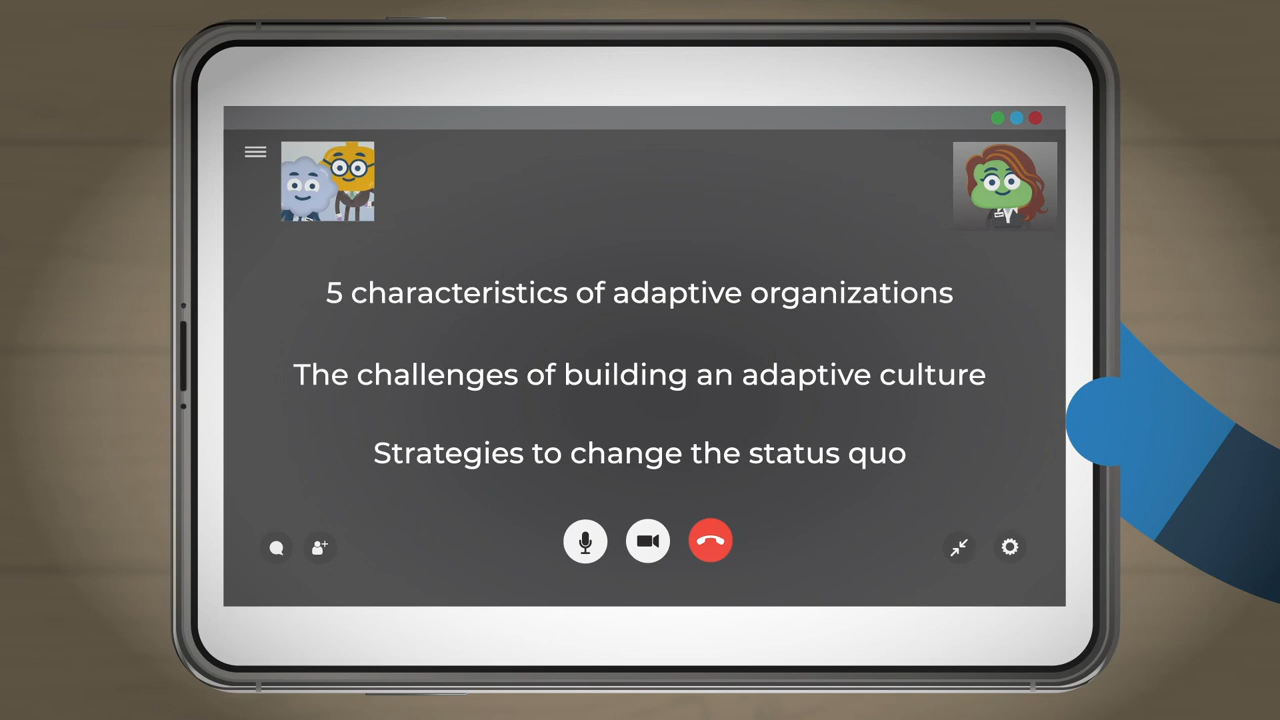 5 characteristics of adaptive organizations
The challenges of building an adaptive culture
Strategies to change the status quo